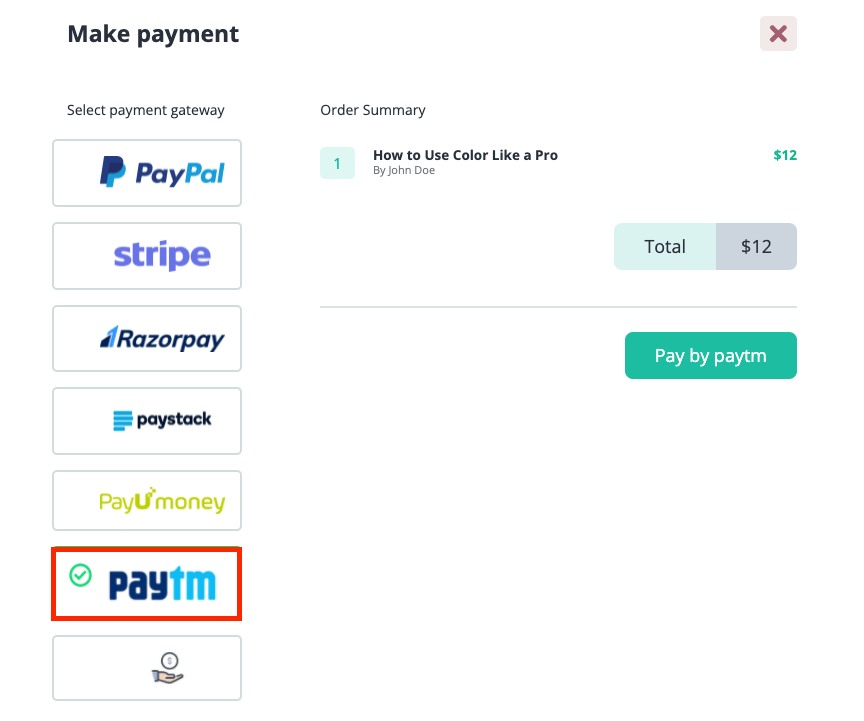 Make payment
Select payment gateway
PayPal
stripe
Razorpay
paystack
PayUmoney
paytm
$
Order Summary
1
How to Use Color Like a Pro
$12
By John Doe
Total
$12
Pay by paytm